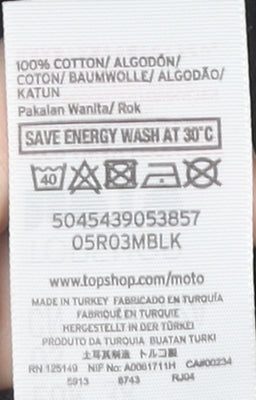 100% COTTON/ ALGODÓN/
COTON/ BAUMWOLLE/ ALGODÃO/
KATUN
Pakaian Wanita/ Rok
SAVE ENERGY WASH AT 30°C
40
5045439053857
05R03MBLK
www.topshop.com/moto
MADE IN TURKEY FABRICADO EN TURQUÍA
FABRIQUÉ EN TURQUIE
HERGESTELLT IN DER TÜRKEI
PRODUTO DA TURQUIA BUATAN TURKI
土耳其制造 トルコ製
RN 125149 NIP No: A0061711H CA#00234
5913 8743 RJ04